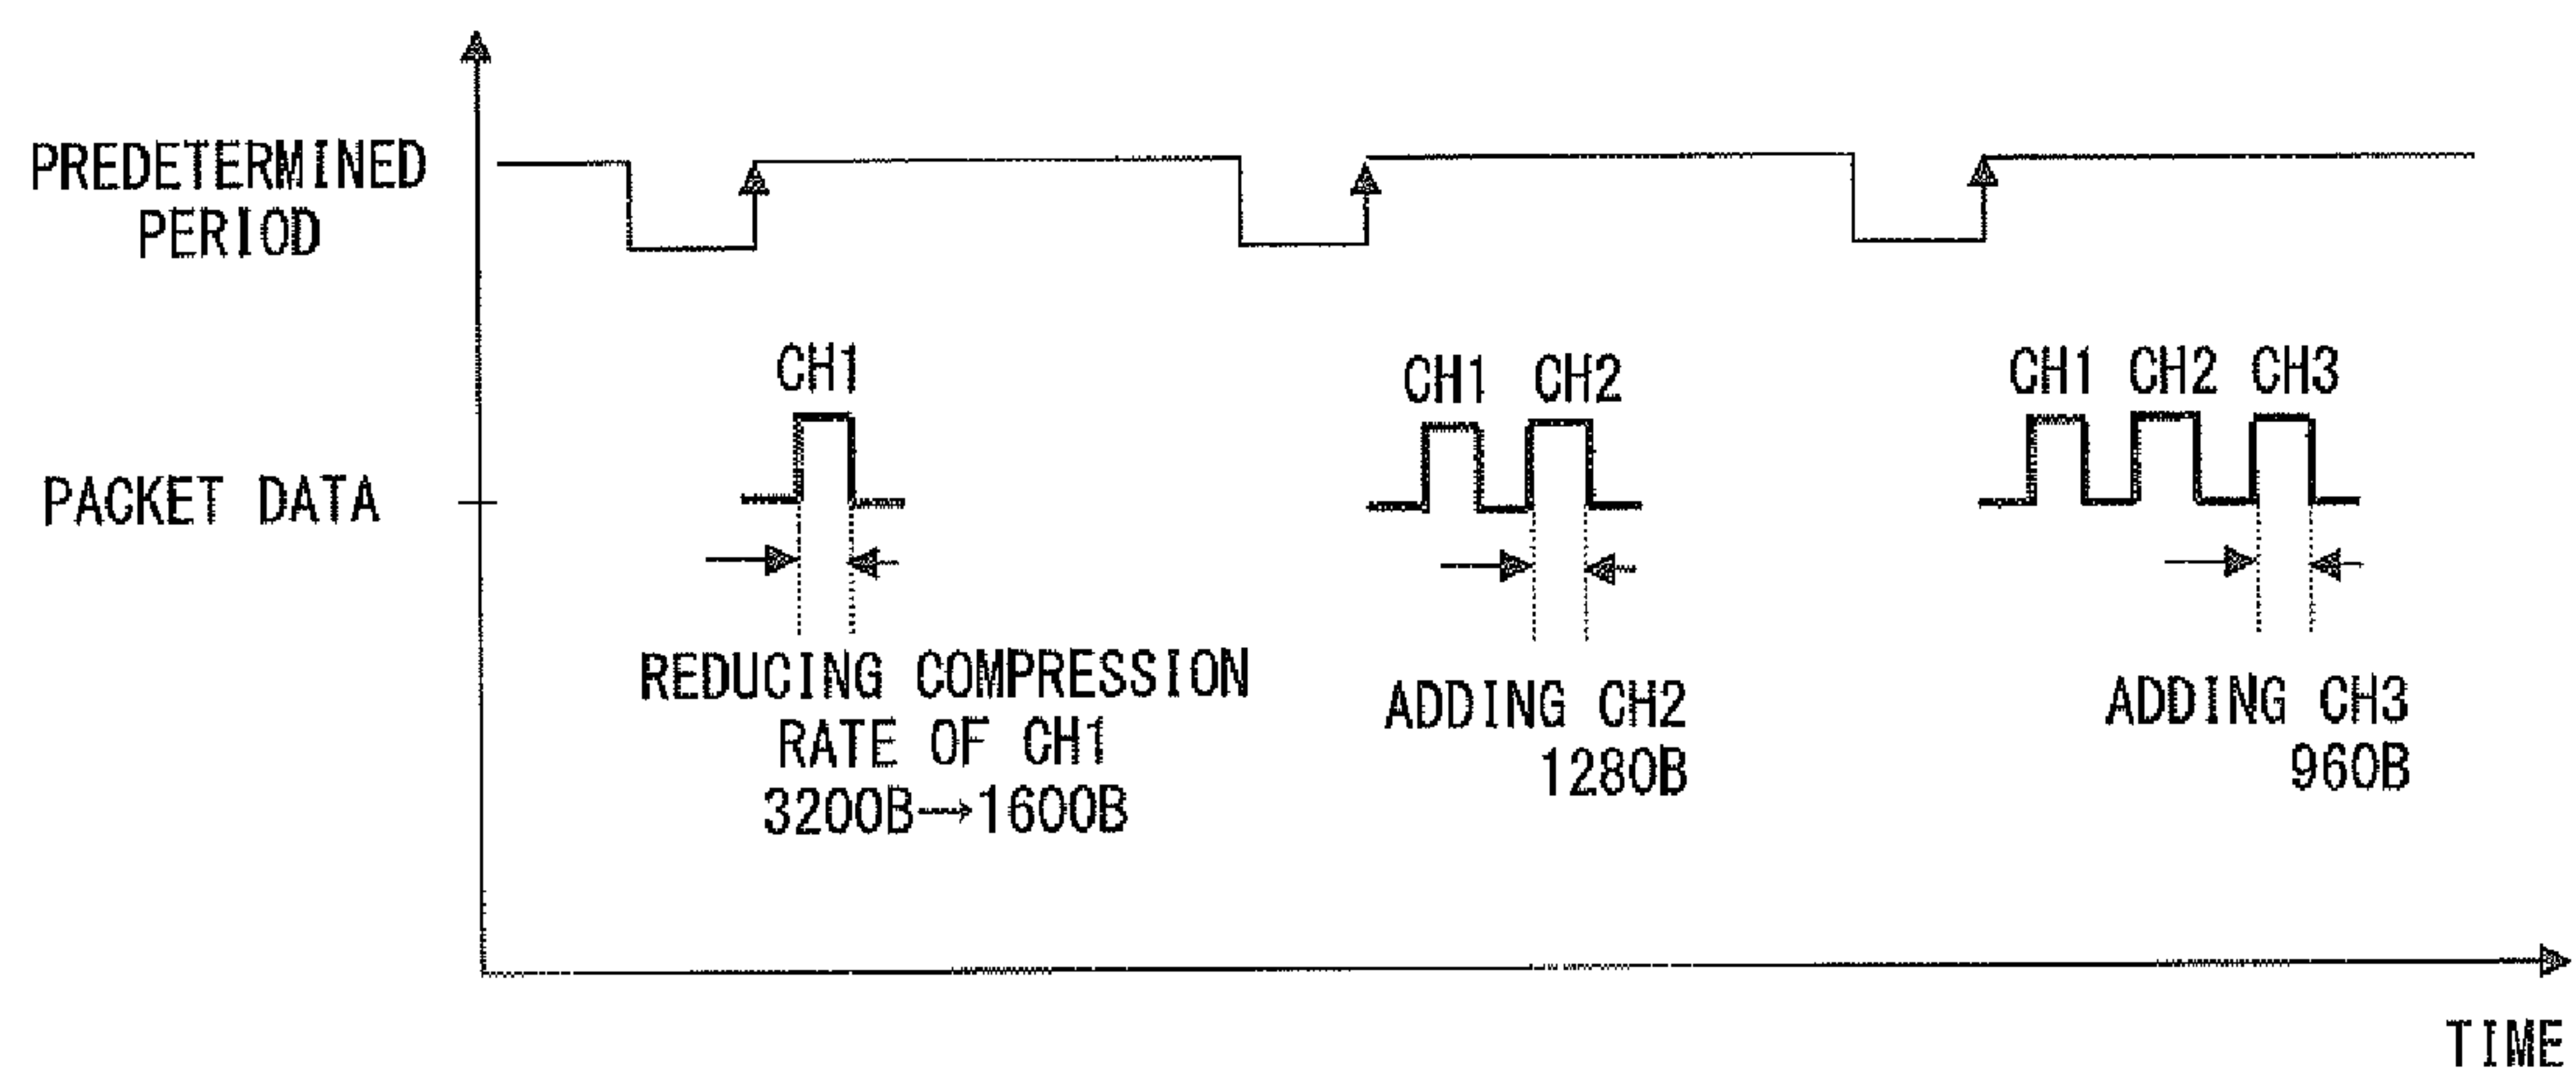 PREDETERMINED
PERIOD
CH1
CH1 CH2
CH1 CH2 CH3
PACKET DATA
REDUCING COMPRESSION
RATE OF CH1
3200B→1600B
ADDING CH2
1280B
ADDING CH3
960B
TIME